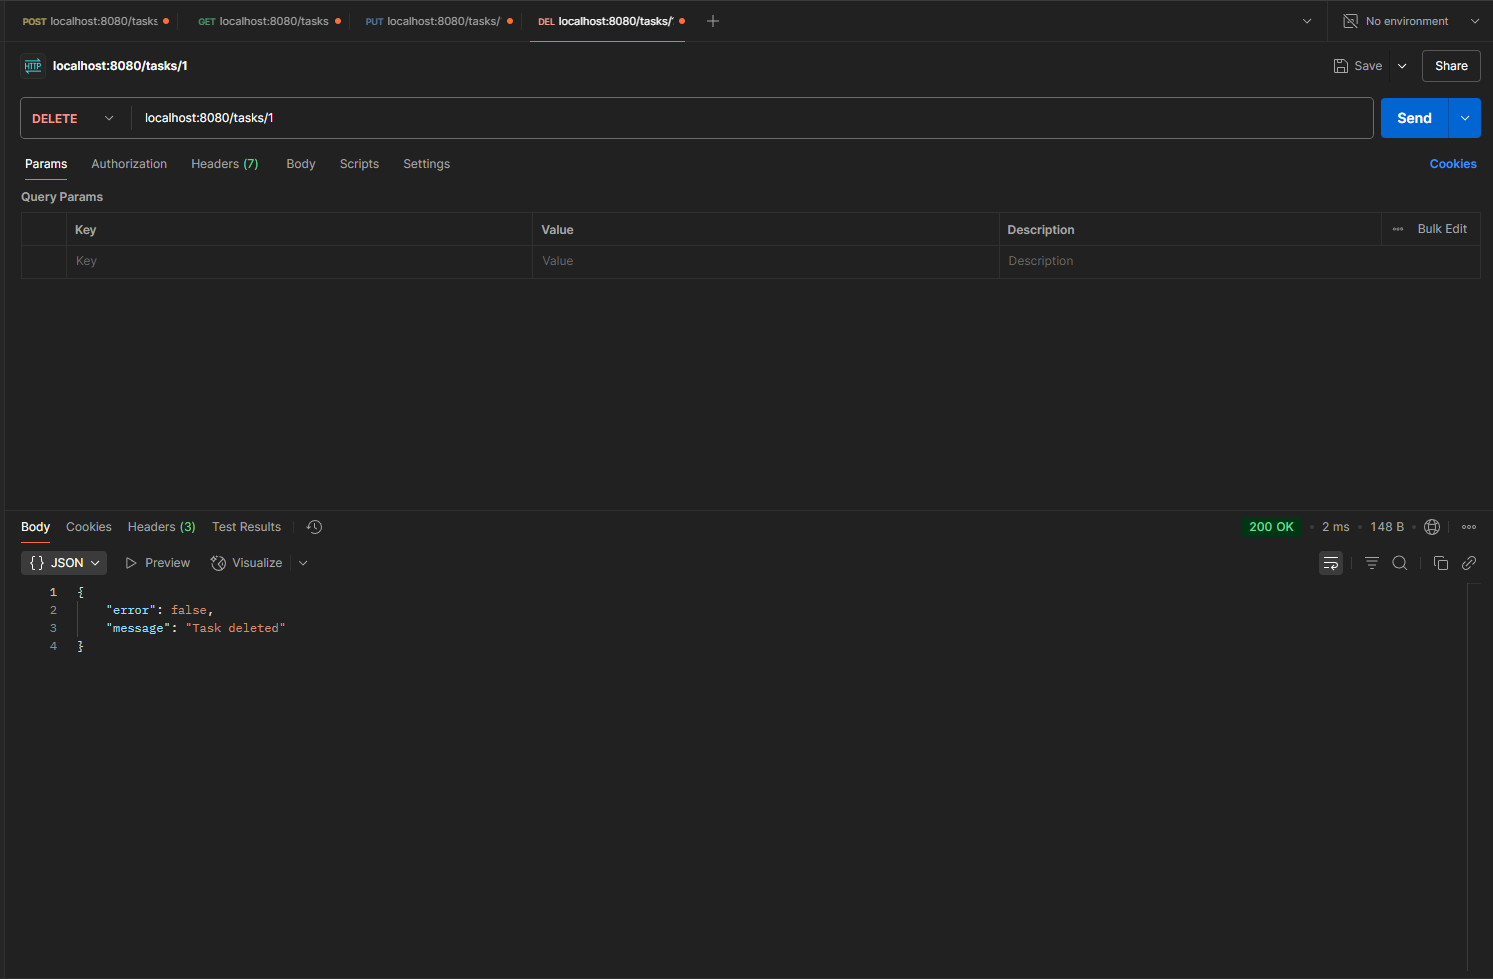 POST localhost:8080/tasks GET localhost:8080/tasks PUT localhost:8080/tasks/ DEL localhost:8080/tasks/ No environment
HTTP localhost:8080/tasks/1 Save Share
DELETE localhost:8080/tasks/1 Send
Params Authorization Headers (7) Body Scripts Settings Cookies
Query Params
Key Value Description Bulk Edit
Key Value Description
Body Cookies Headers (3) Test Results 200 OK • 2 ms • 148 B •
{} JSON Preview Visualize
1 {
2 "error": false,
3 "message": "Task deleted"
4 }